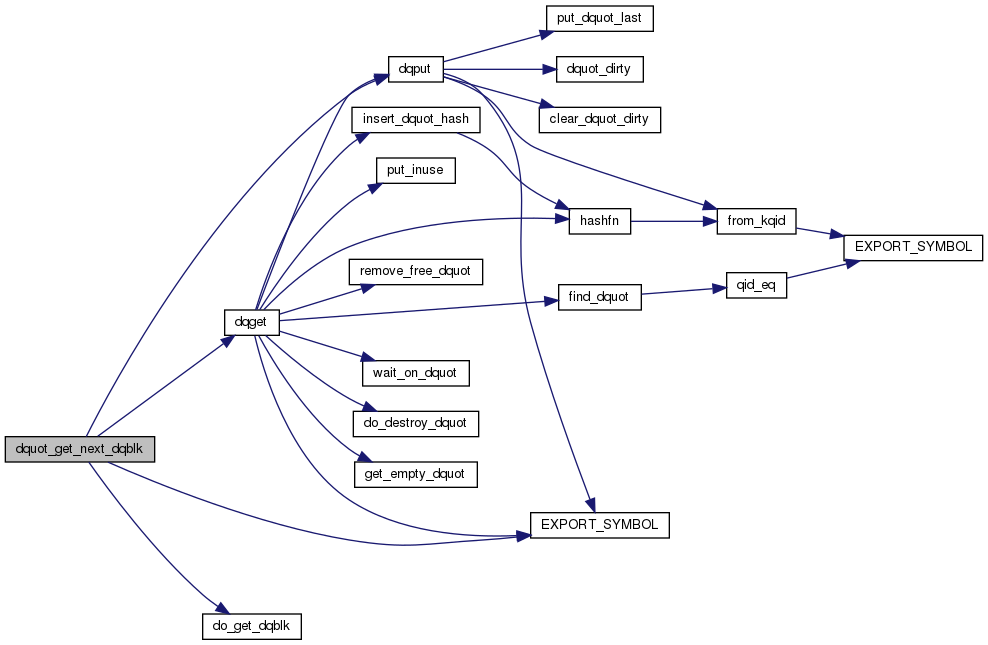 put_dquot_last
dqput
dquot_dirty
insert_dquot_hash
clear_dquot_dirty
put_inuse
hashfn
from_kqid
EXPORT_SYMBOL
remove_free_dquot
find_dquot
qid_eq
dqget
wait_on_dquot
do_destroy_dquot
dquot_get_next_dqblk
get_empty_dquot
EXPORT_SYMBOL
do_get_dqblk